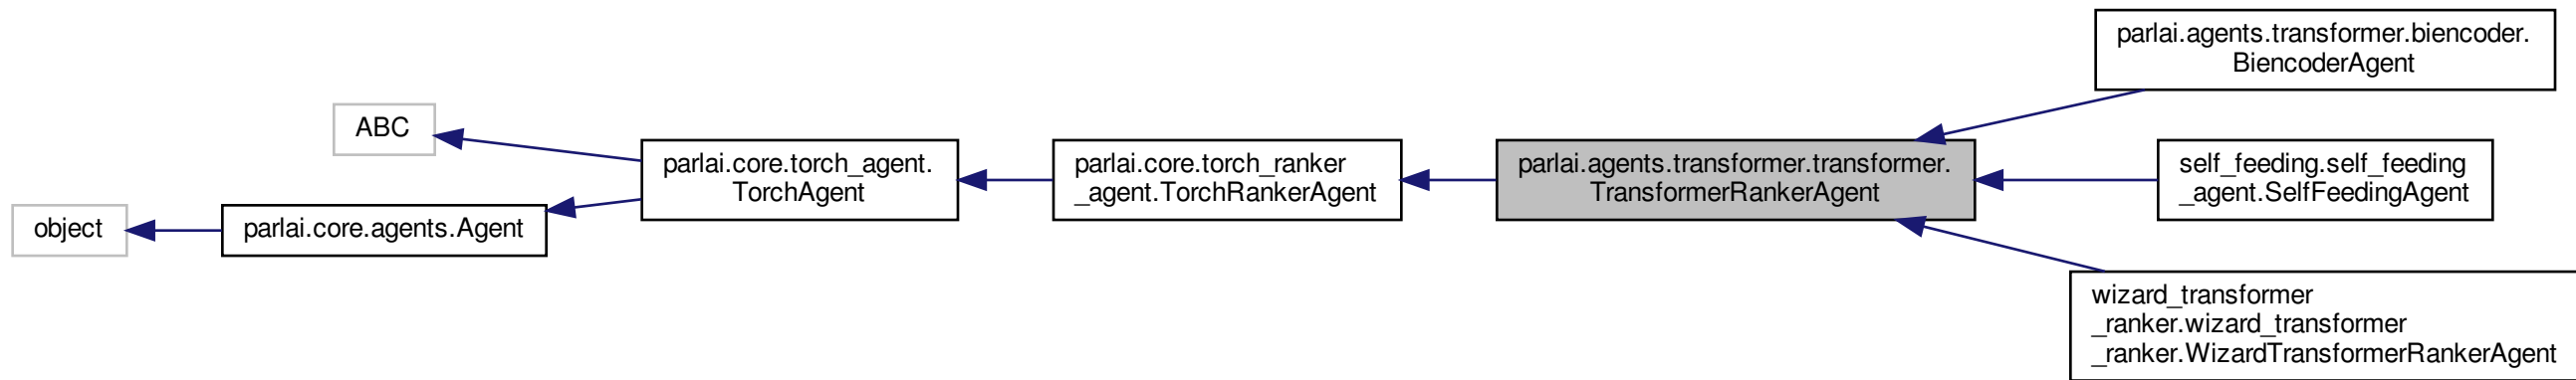 parlai.agents.transformer.biencoder.
BiencoderAgent
ABC
parlai.core.torch_agent.
TorchAgent
parlai.core.torch_ranker
_agent.TorchRankerAgent
parlai.agents.transformer.transformer.
TransformerRankerAgent
self_feeding.self_feeding
_agent.SelfFeedingAgent
object
parlai.core.agents.Agent
wizard_transformer
_ranker.wizard_transformer
_ranker.WizardTransformerRankerAgent